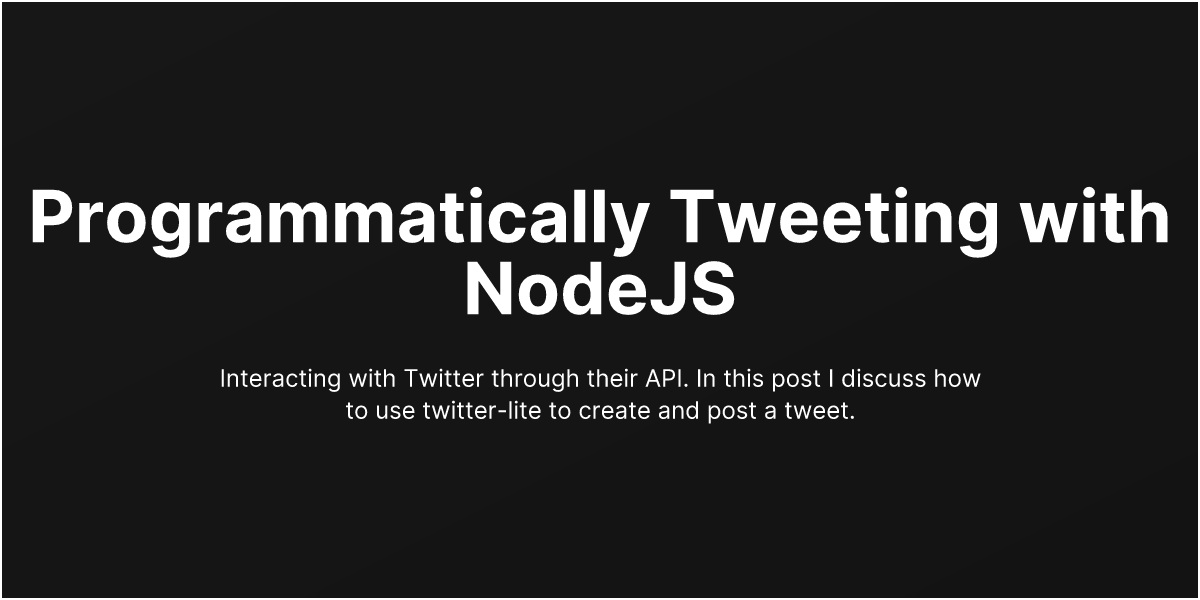 Programmatically Tweeting with
NodeJS
Interacting with Twitter through their API. In this post I discuss how
to use twitter-lite to create and post a tweet.